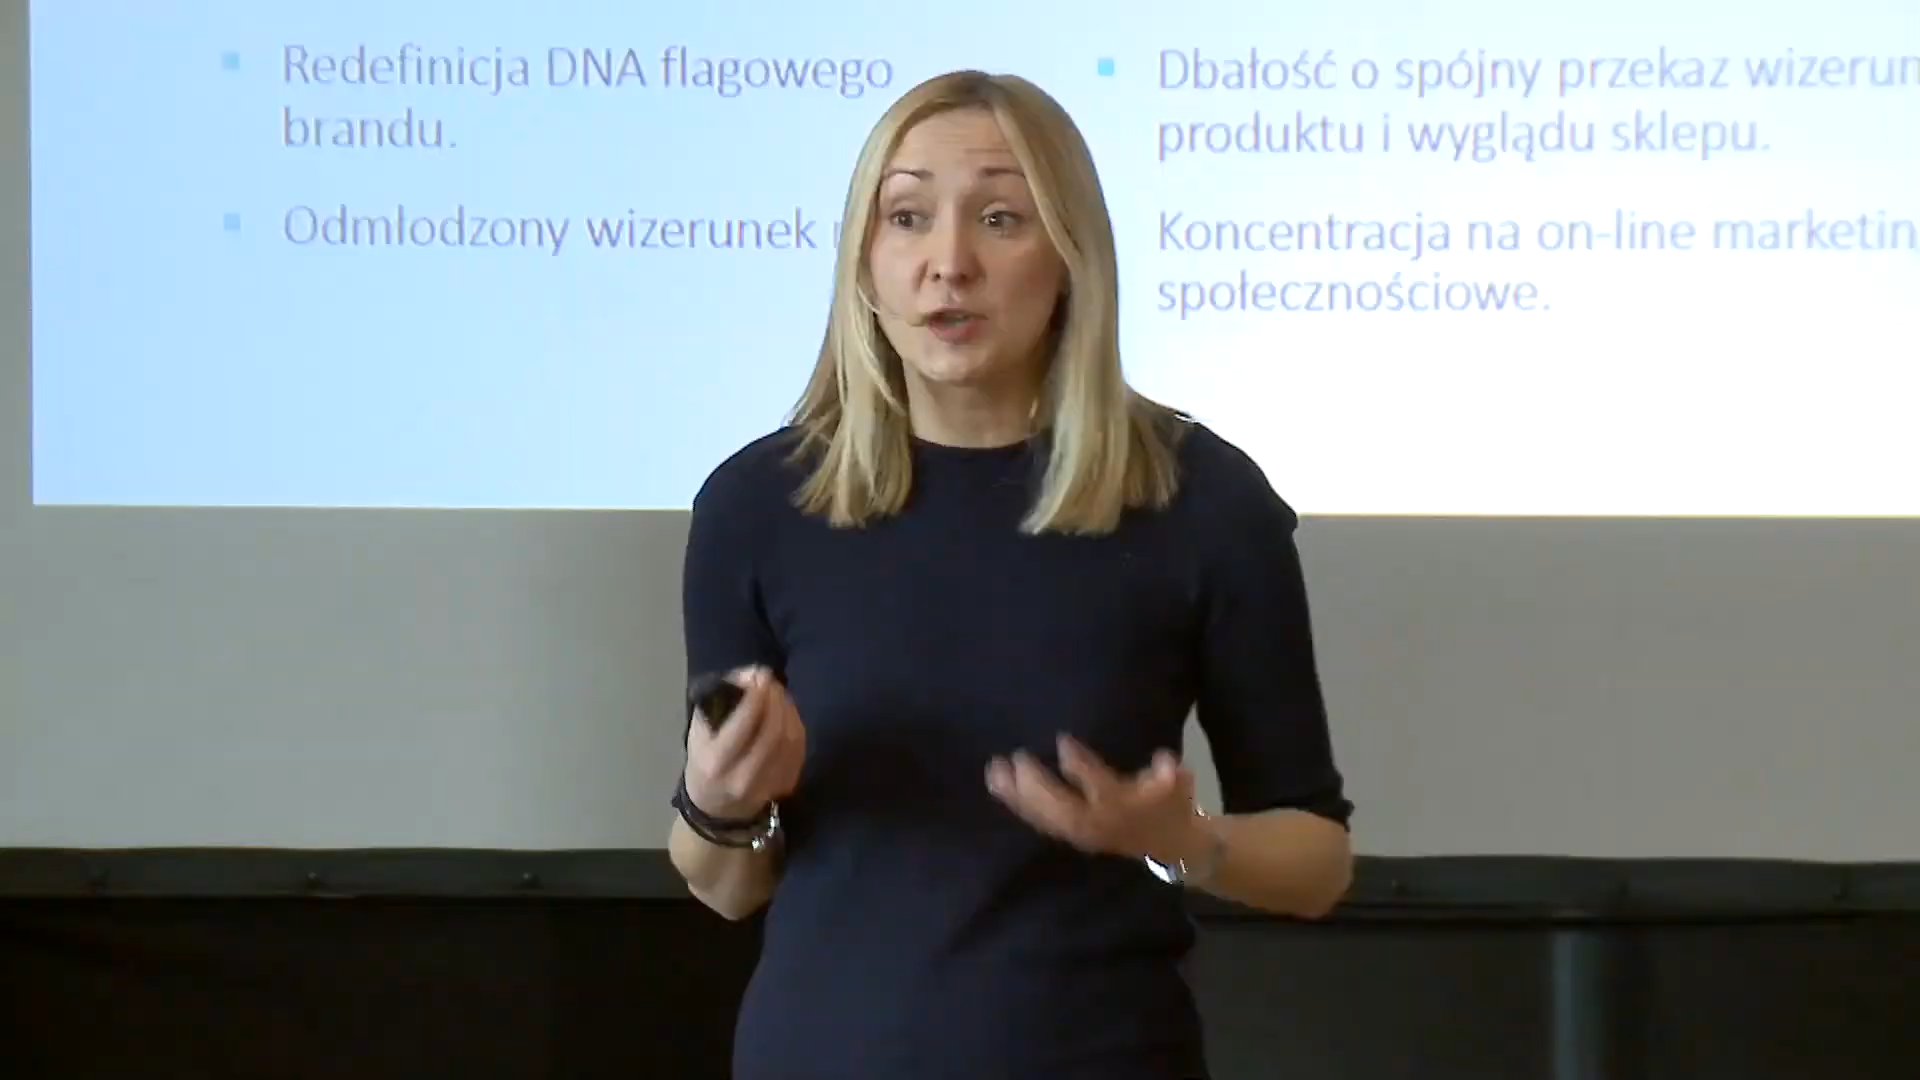 Redefinicja DNA flagowego
brandu.
Odmłodzony wizerunek
Dbałość o spójny przekaz
produktu i wyglądu sklepu.
Koncentracja na on-line
społecznościowe.